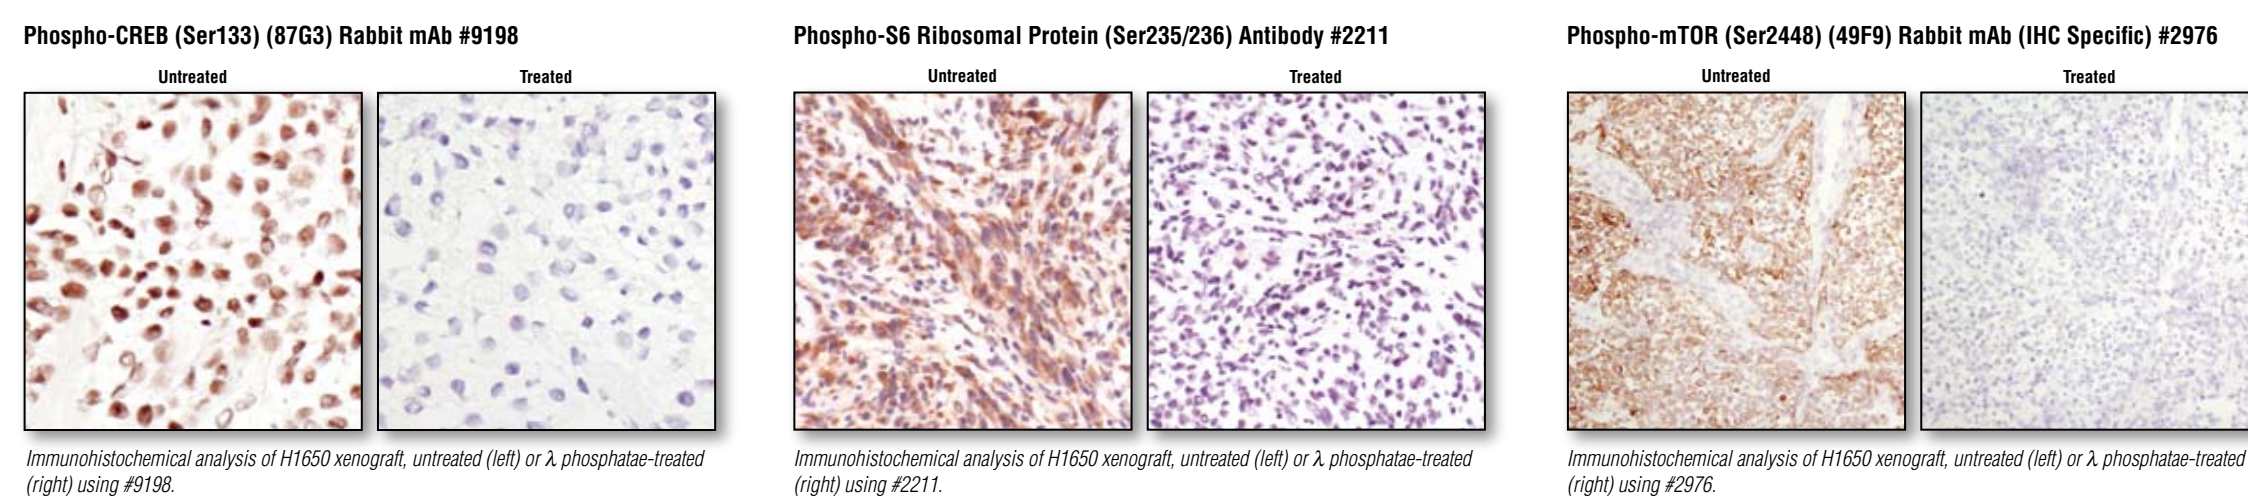 Phospho-CREB (Ser133) (87G3) Rabbit mAb #9198
Untreated
Treated
Immunohistochemical analysis of H1650 xenograft, untreated (left) or λ phosphatae-treated
(right) using #9198.
Phospho-S6 Ribosomal Protein (Ser235/236) Antibody #2211
Untreated
Treated
Immunohistochemical analysis of H1650 xenograft, untreated (left) or λ phosphatae-treated
(right) using #2211.
Phospho-mTOR (Ser2448) (49F9) Rabbit mAb (IHC Specific) #2976
Untreated
Treated
Immunohistochemical analysis of H1650 xenograft, untreated (left) or λ phosphatae-treated
(right) using #2976.